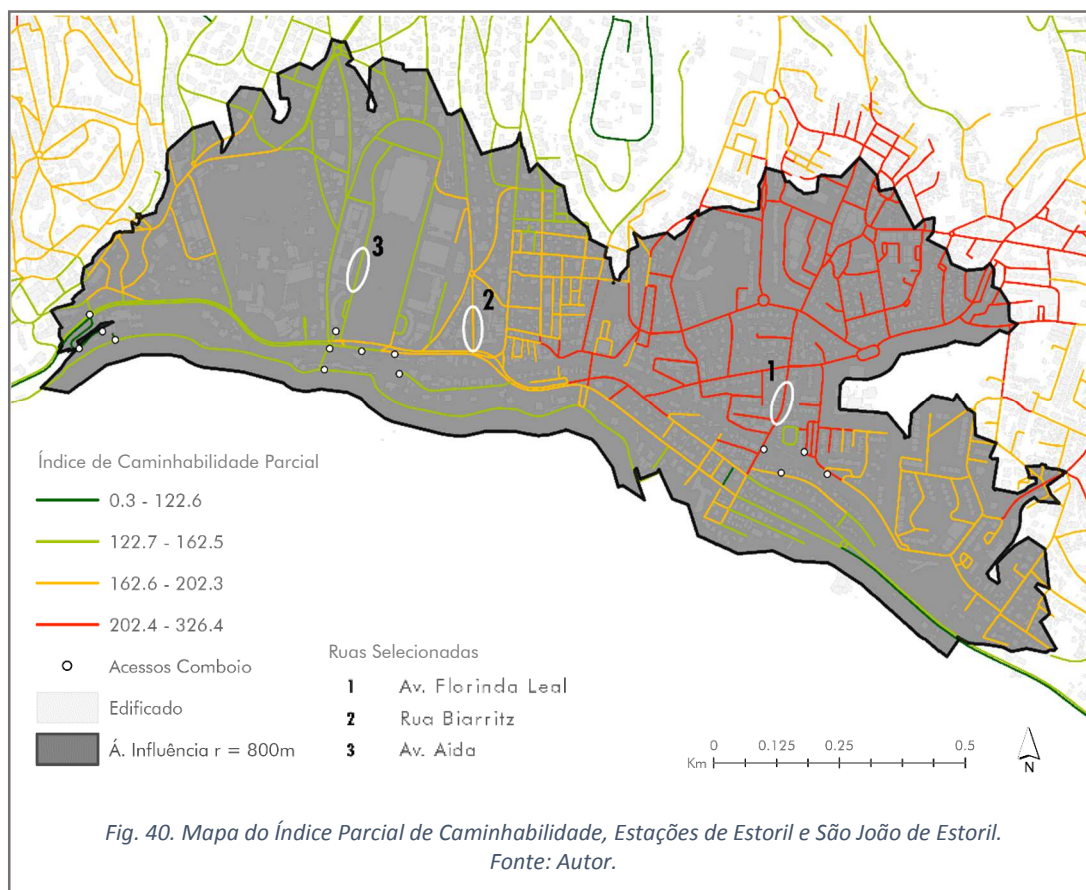 3
2
1
Índice de Caminhabilidade Parcial
0.3 - 122.6
122.7 - 162.5
162.6 - 202.3
202.4 - 326.4
Acessos Comboio
Edificado
Á. Influência r = 800m
Ruas Selecionadas
1 Av. Florinda Leal
2 Rua Biarritz
3 Av. Aida
0 0.125 0.25 0.5
Km
N
Fig. 40. Mapa do Índice Parcial de Caminhabilidade, Estações de Estoril e São João de Estoril.
Fonte: Autor.